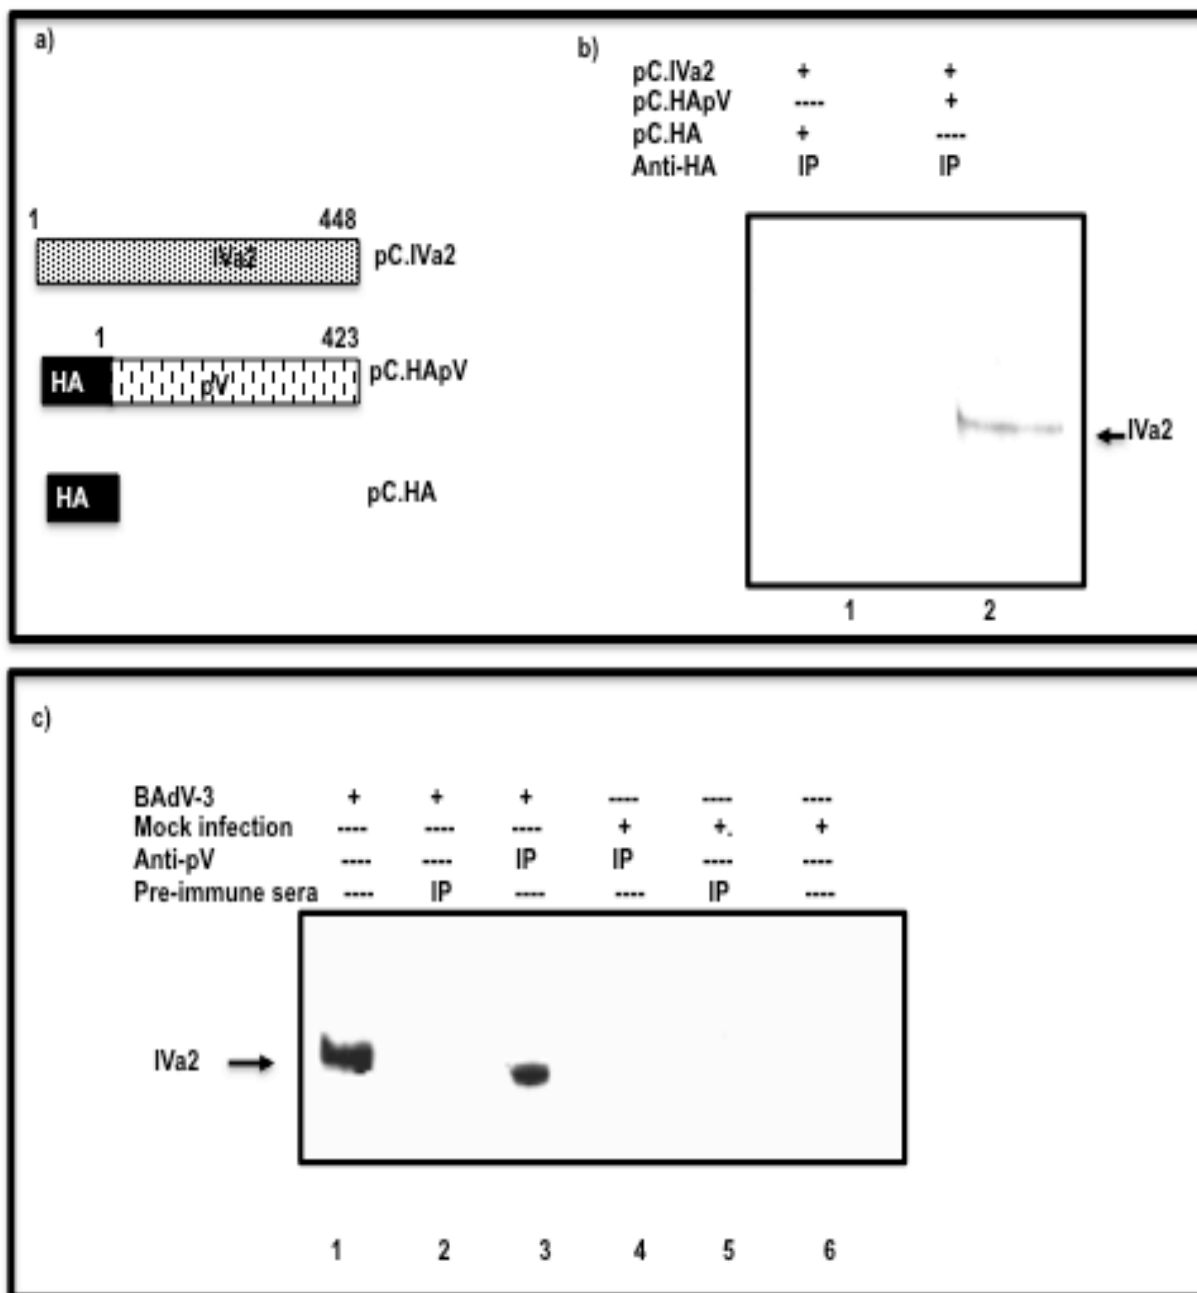 a)
1 448
IVa2 pC.IVa2
1 423
HA pV pC.HApV
HA pC.HA
b)
pC.IVa2 + +
pC.HApV ---- +
pC.HA + ----
Anti-HA IP IP
IVa2
1 2
c)
BAdV-3 + + + ---- ---- ----
Mock infection ---- ---- ---- + +. +
Anti-pV ---- ---- IP IP ---- ----
Pre-immune sera ---- IP ---- ---- IP ----
IVa2
1 2 3 4 5 6